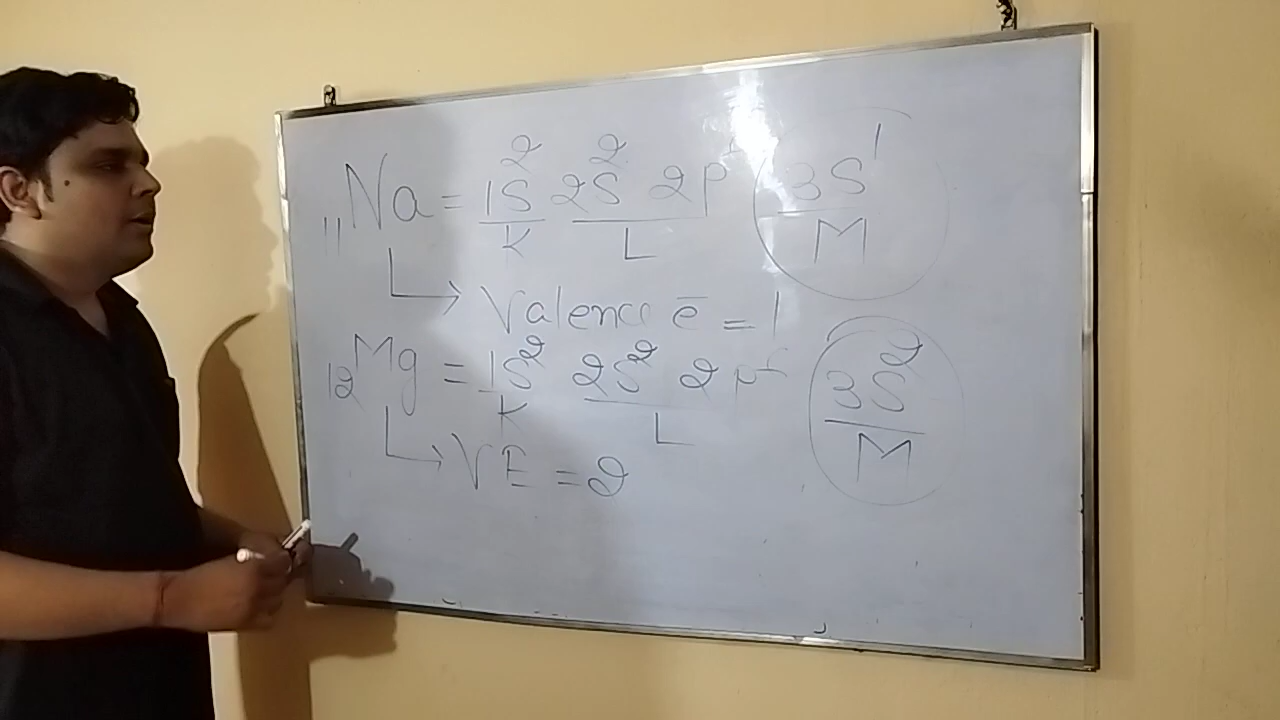 ₁₁Na = 1S² 2S² 2p⁶ 3S¹
K L M
Valence ē = 1
₁₂Mg = 1S² 2S² 2p⁶ 3S²
K L M
VE = 2